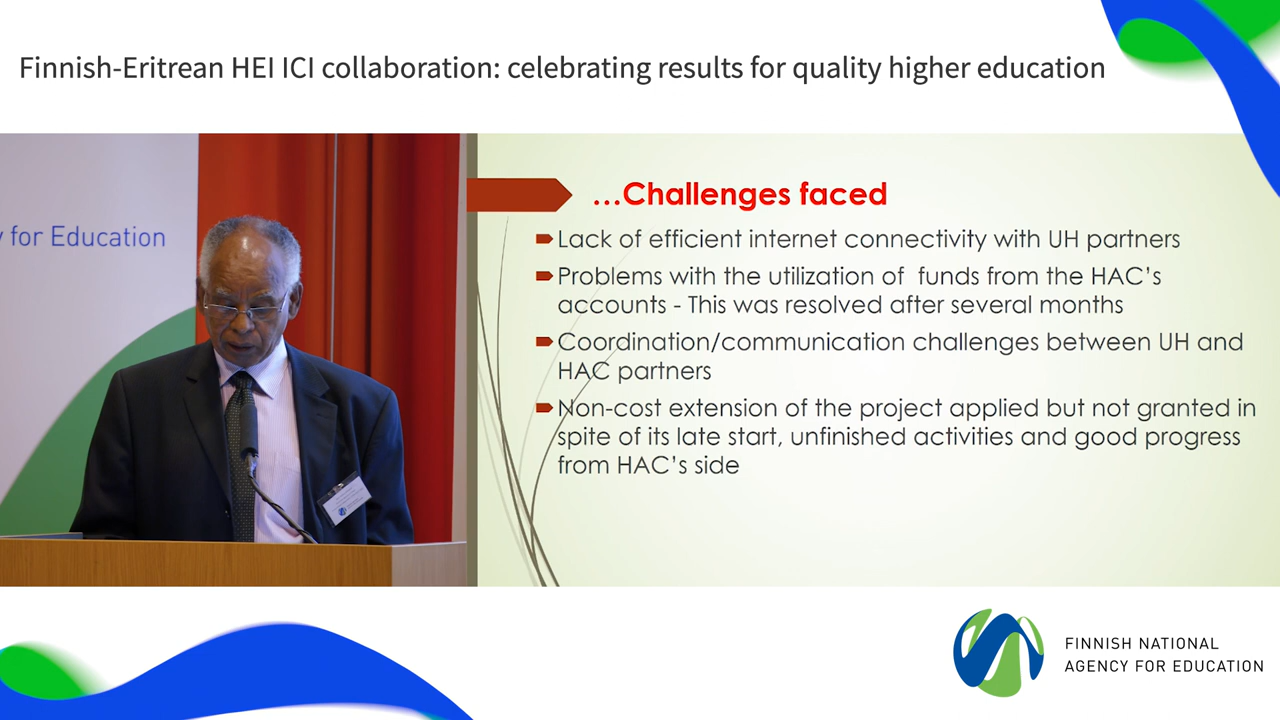 Finnish-Eritrean HEI ICI collaboration: celebrating results for quality higher education
for Education
…Challenges faced
Lack of efficient internet connectivity with UH partners
Problems with the utilization of  funds from the HAC’s
accounts - This was resolved after several months
Coordination/communication challenges between UH and
HAC partners
Non-cost extension of the project applied but not granted in
spite of its late start, unfinished activities and good progress
from HAC’s side
FINNISH NATIONAL
AGENCY FOR EDUCATION